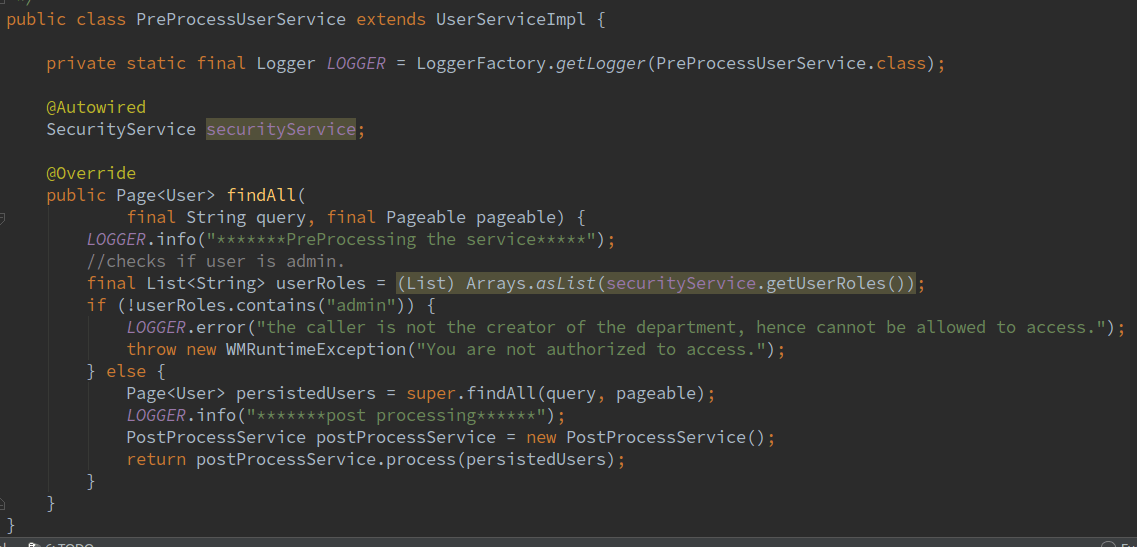 public class PreProcessUserService extends UserServiceImpl {
private static final Logger LOGGER = LoggerFactory.getLogger(PreProcessUserService.class);
@Autowired
SecurityService securityService;
@Override
public Page<User> findAll(
final String query, final Pageable pageable) {
LOGGER.info("*******PreProcessing the service*****");
//checks if user is admin.
final List<String> userRoles = (List) Arrays.asList(securityService.getUserRoles());
if (!userRoles.contains("admin")) {
LOGGER.error("the caller is not the creator of the department, hence cannot be allowed to access.");
throw new WMRuntimeException("You are not authorized to access.");
} else {
Page<User> persistedUsers = super.findAll(query, pageable);
LOGGER.info("*******post processing******");
PostProcessService postProcessService = new PostProcessService();
return postProcessService.process(persistedUsers);
}
}
}